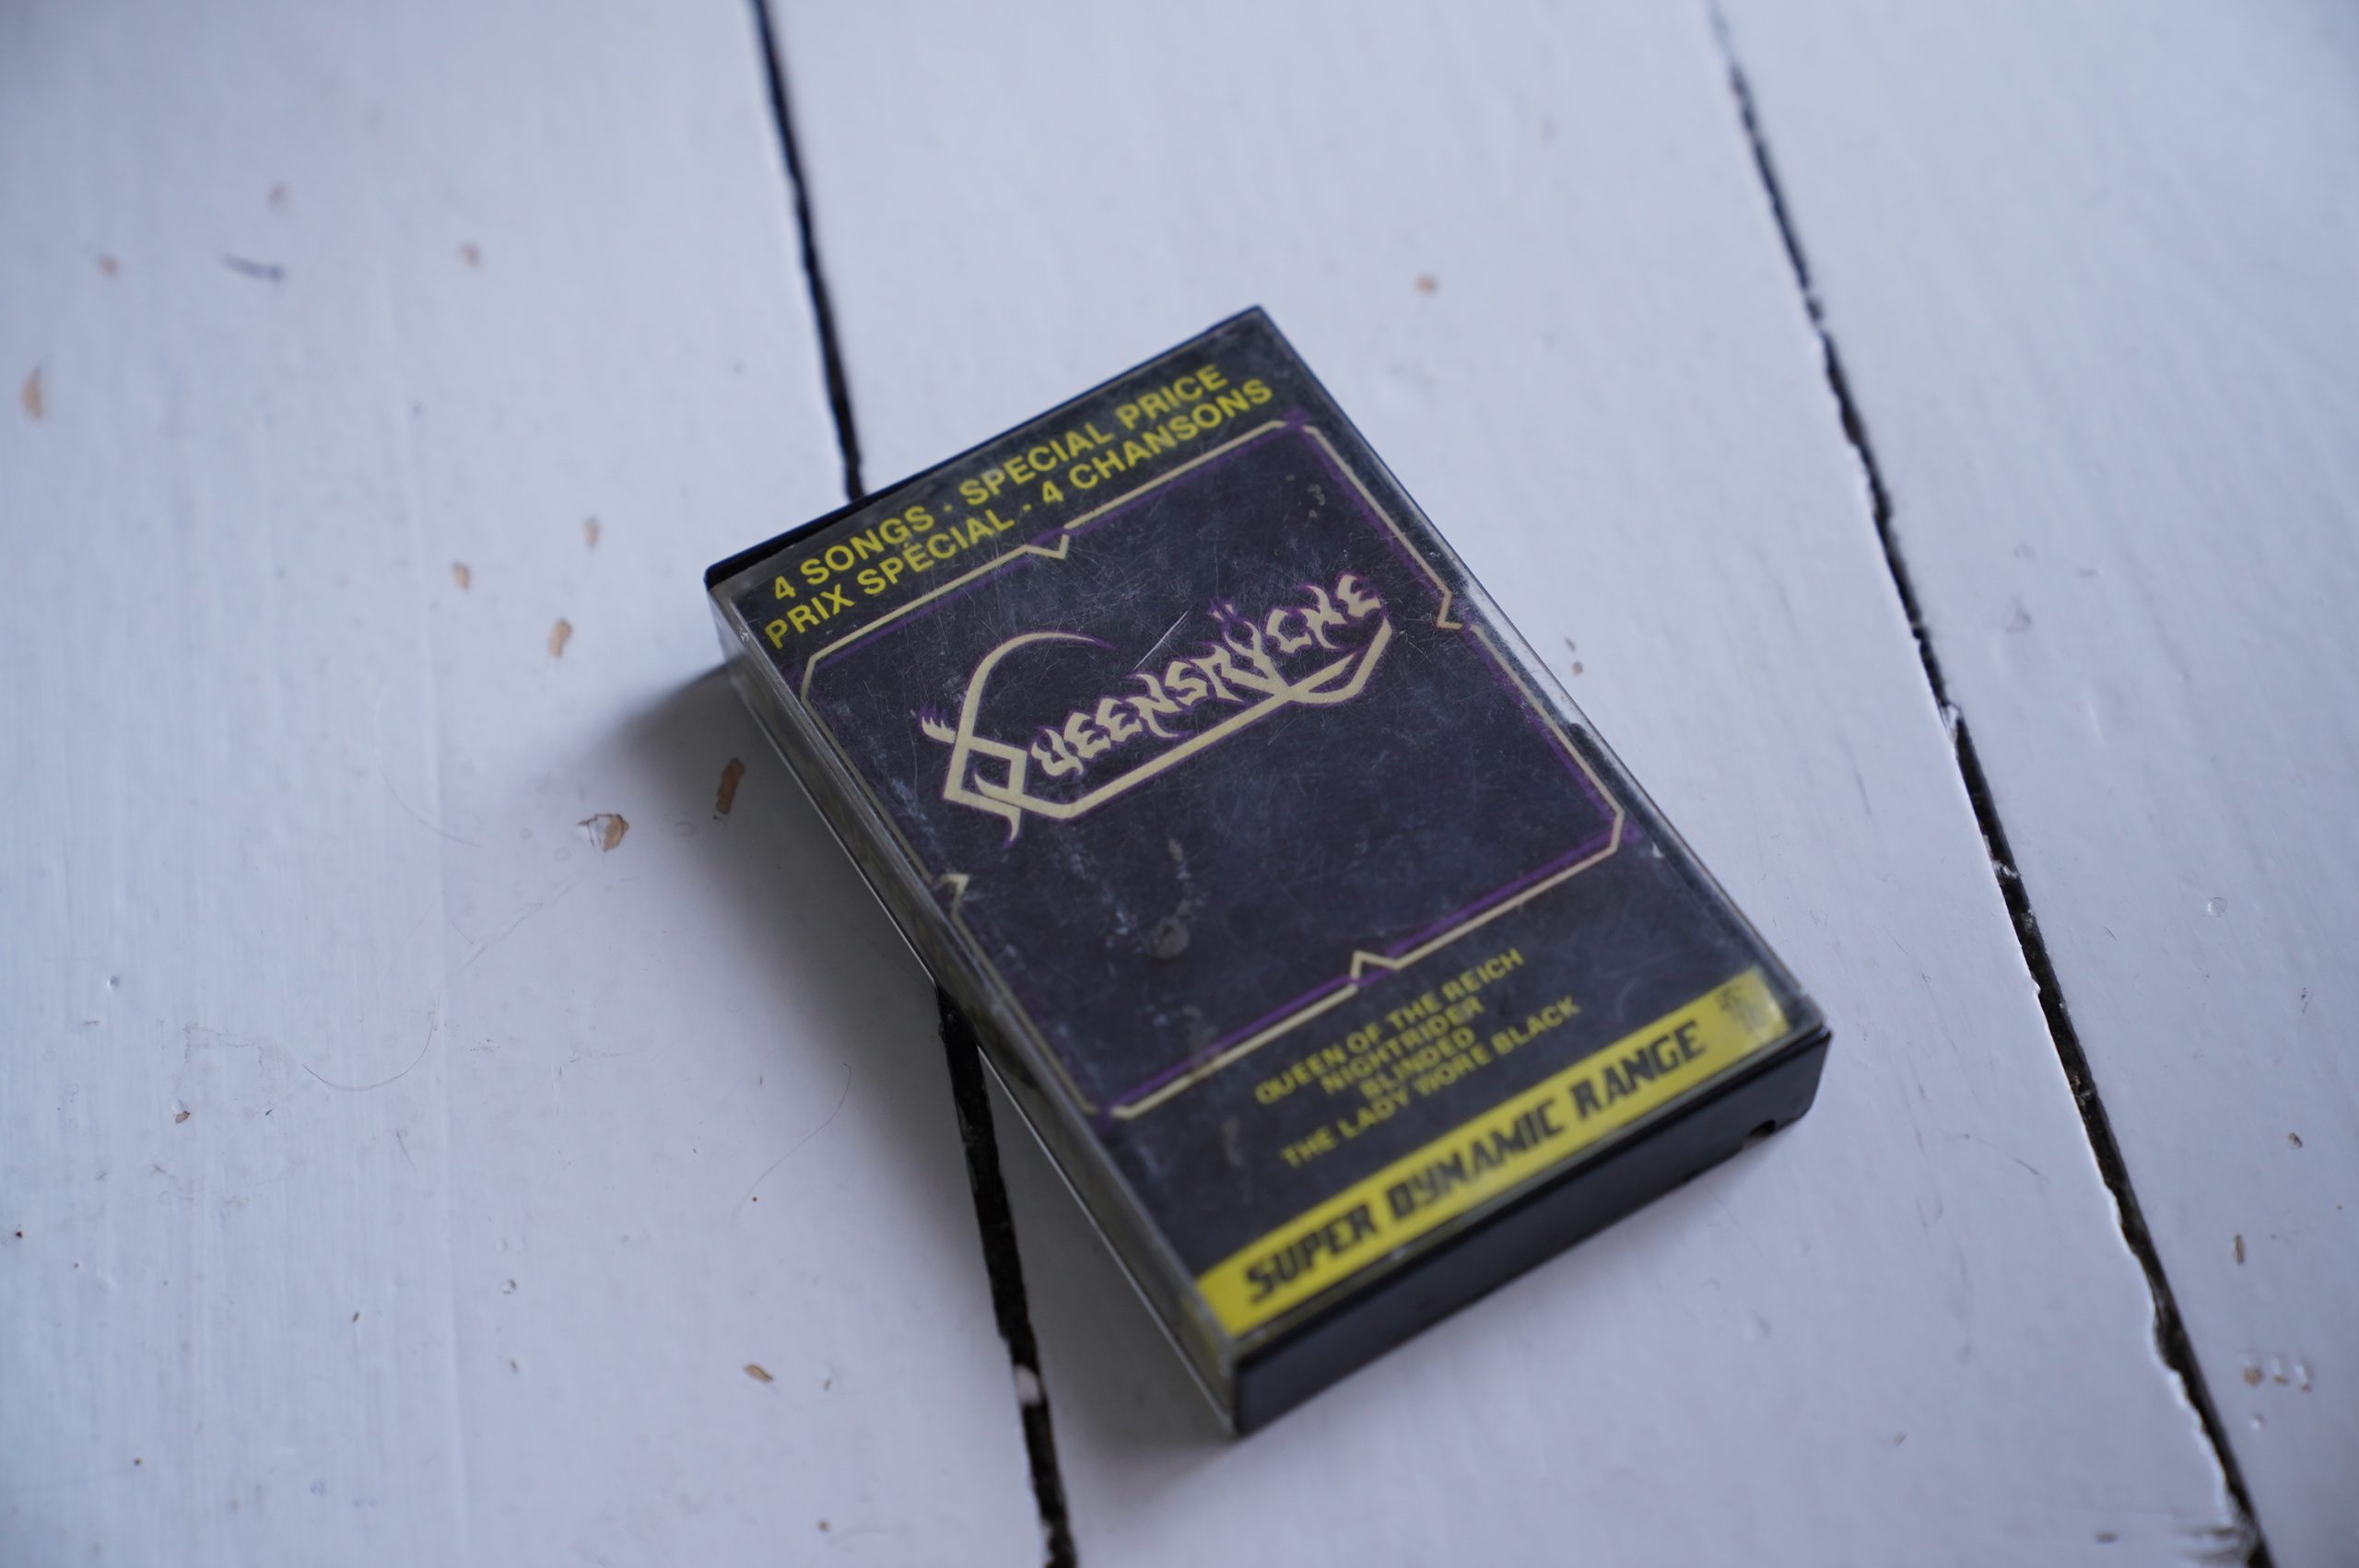 4 SONGS · SPECIAL PRICE
PRIX SPÉCIAL · 4 CHANSONS
QUEENSRŸCHE
QUEEN OF THE REICH
NIGHTRIDER
BLINDED
THE LADY WORE BLACK
SUPER DYNAMIC RANGE